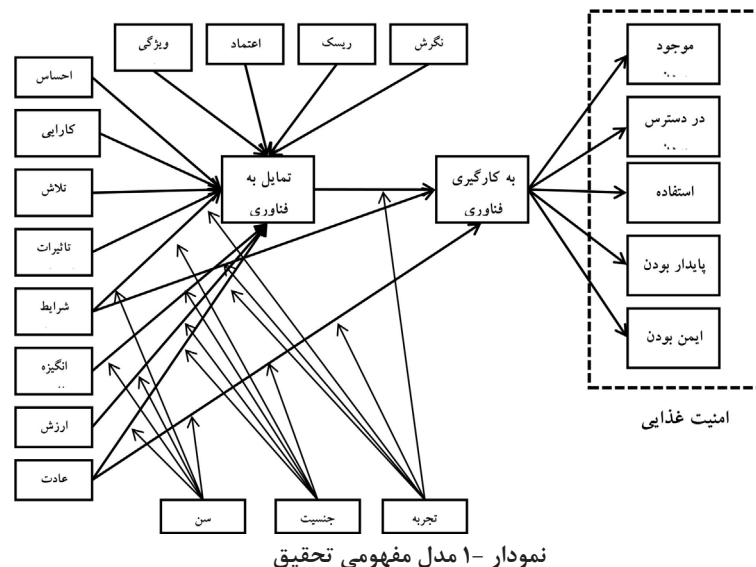 ویژگی
اعتماد
ریسک
نگرش
احساس
کارایی
تلاش
تاثیرات
شرایط
انگیزه
ارزش
عادت
تمایل به
فناوری
به کارگیری
فناوری
موجود
در دسترس
استفاده
پایدار بودن
ایمن بودن
امنیت غذایی
سن
جنسیت
تجربه
نمودار -۱ مدل مفهومی تحقیق